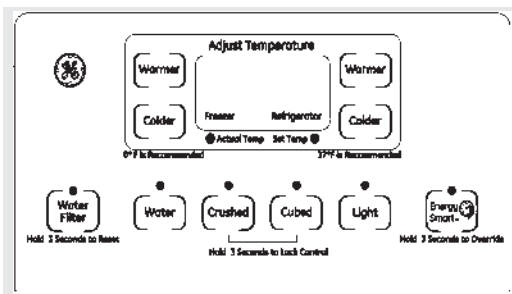 Adjust Temperature
Warmer
Warmer
Colder
Freezer
Refrigerator
Colder
Actual Temp
Set Temp
0°F is Recommended
37°F is Recommended
Water Filter
Water
Crushed
Cubed
Light
Energy Smart™
Hold 3 Seconds to Reset
Hold 3 Seconds to Lock Control
Hold 3 Seconds to Override